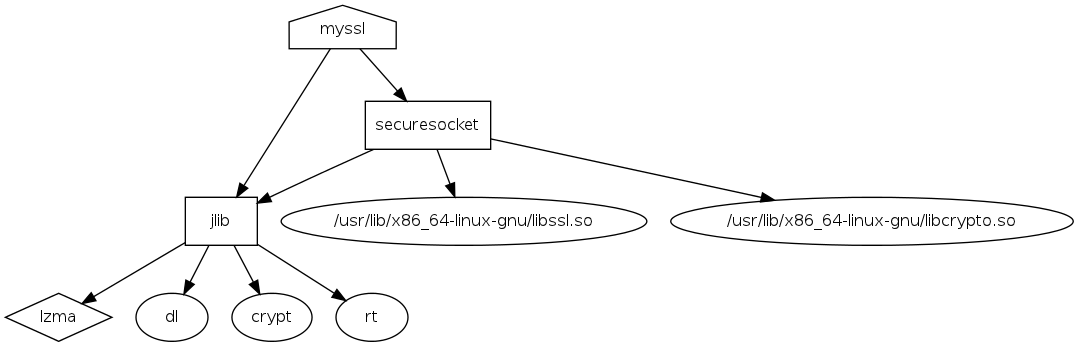 myssl
securesocket
jlib
/usr/lib/x86_64-linux-gnu/libssl.so
/usr/lib/x86_64-linux-gnu/libcrypto.so
lzma
dl
crypt
rt